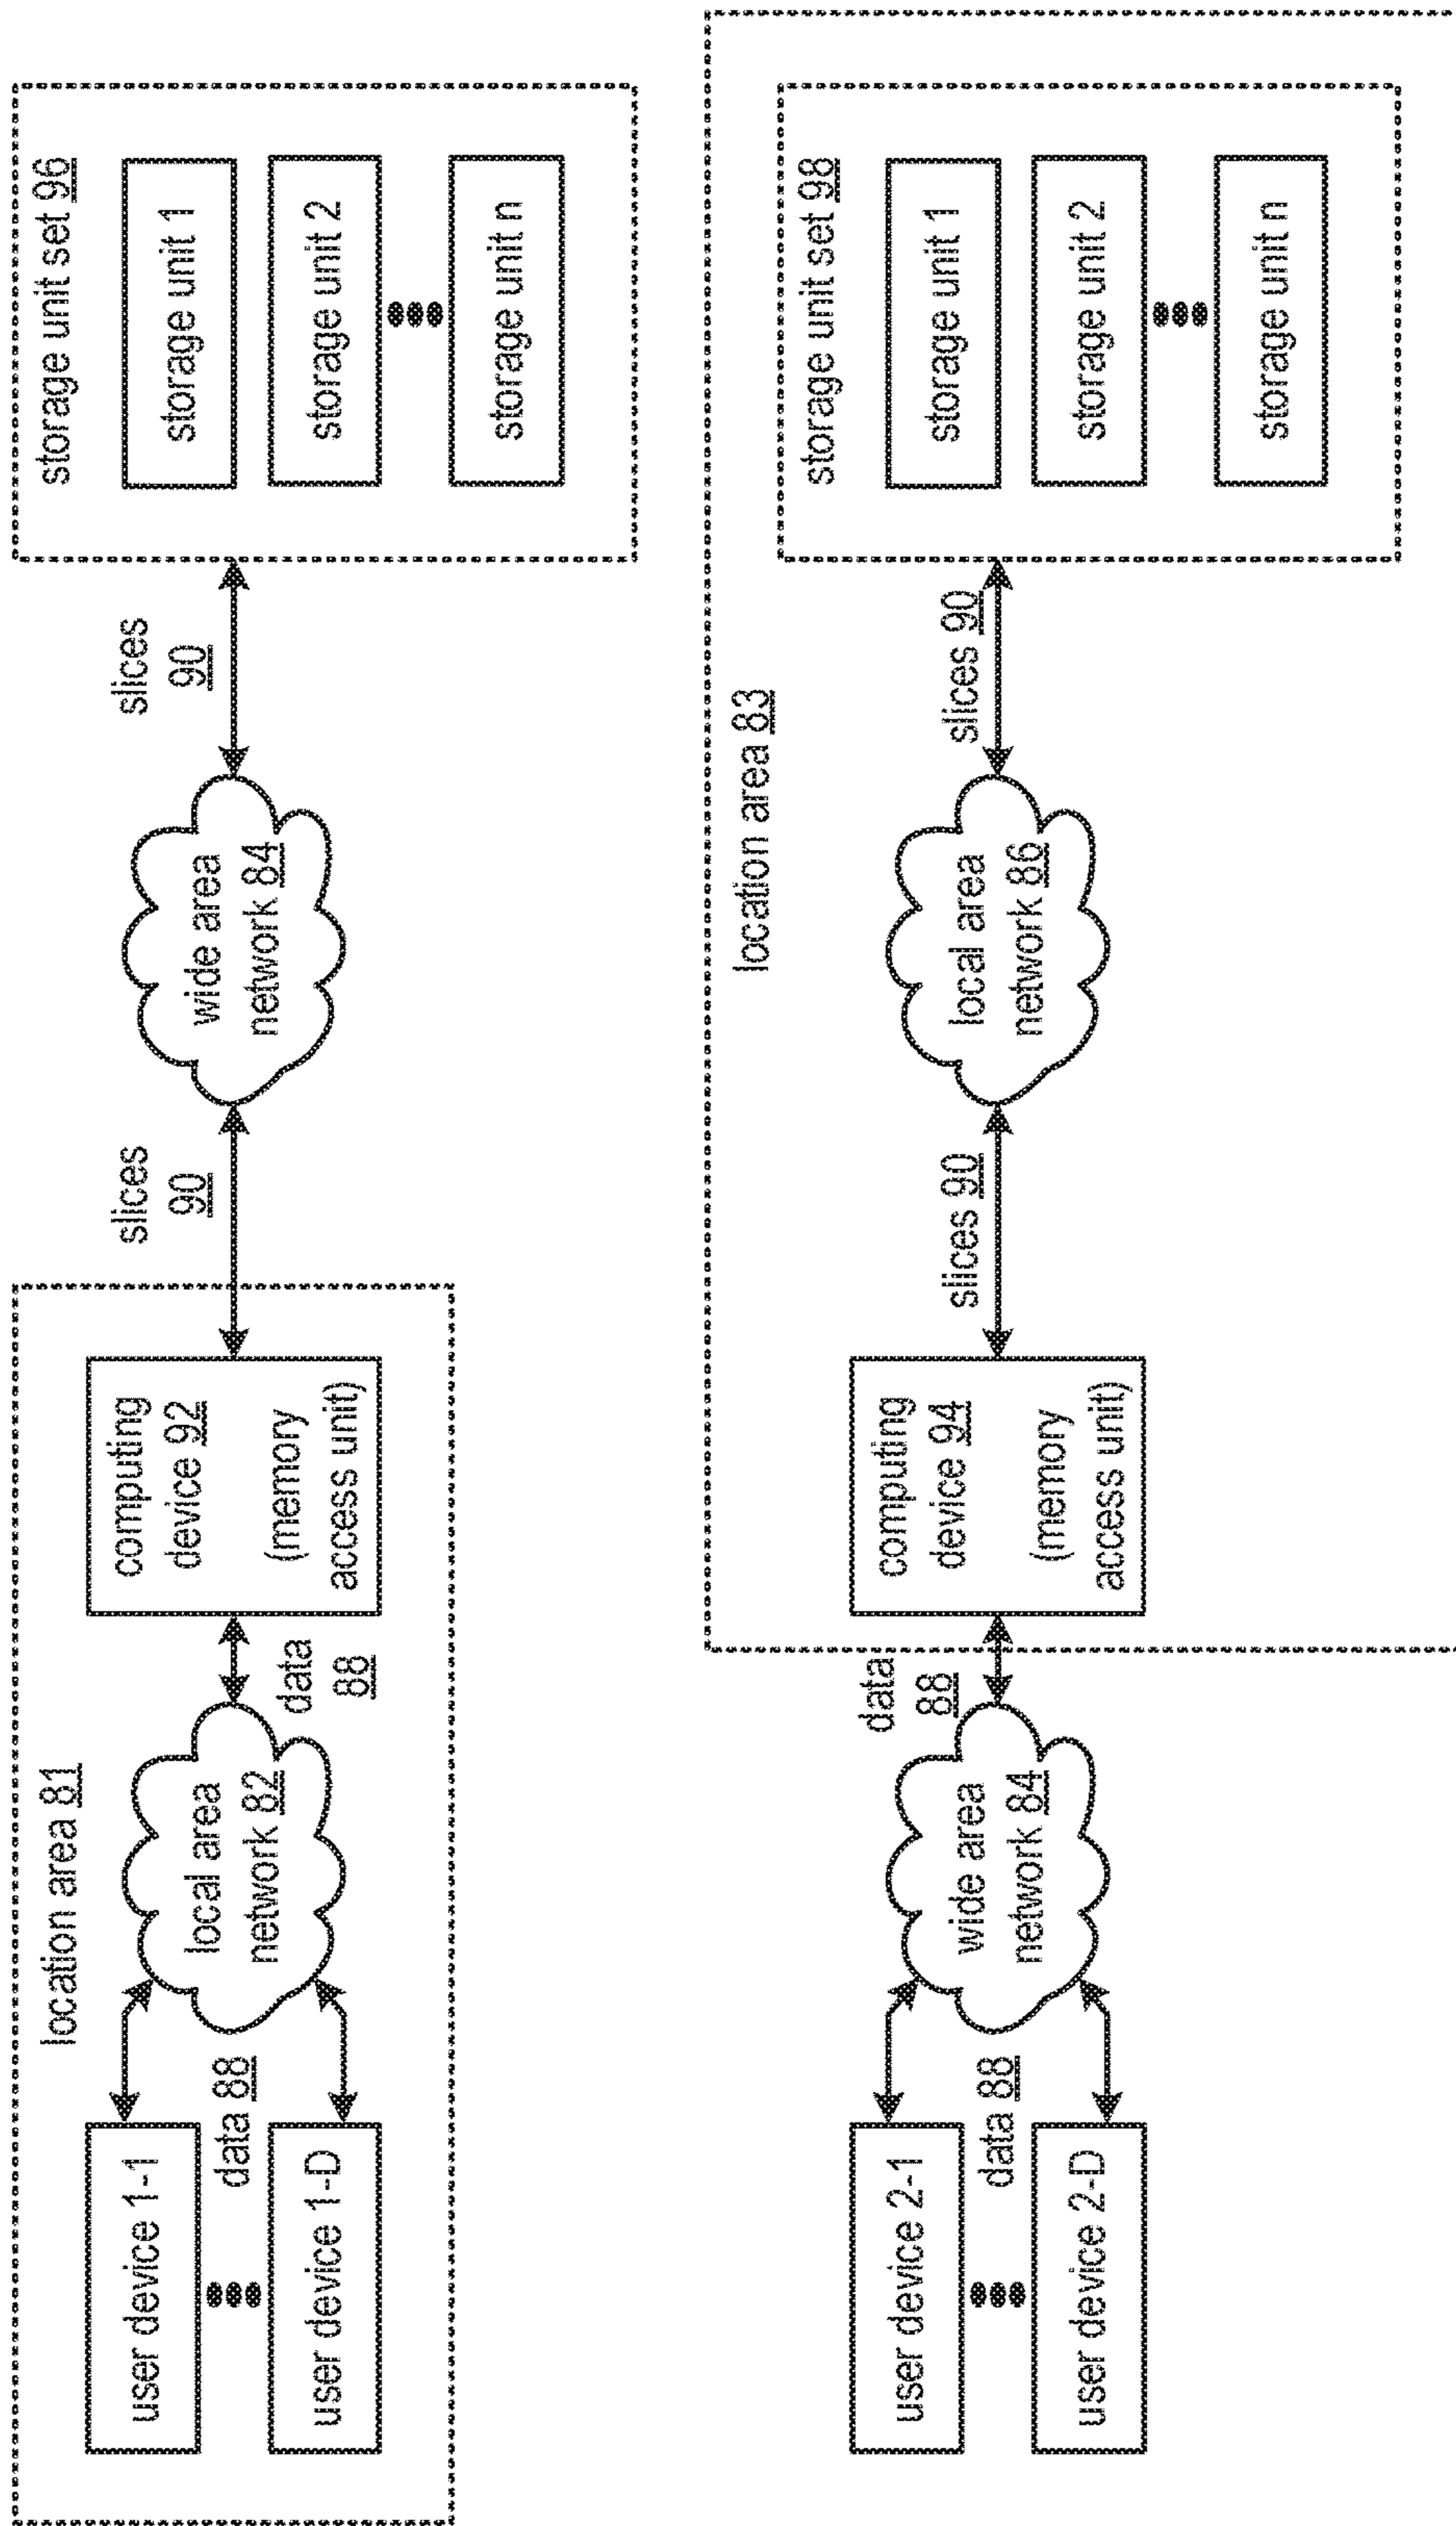 location area 81
user device 1-1
data 88
user device 1-D
local area
network 82
data
88
computing
device 92
(memory
access unit)
slices
90
wide area
network 84
slices
90
storage unit set 96
storage unit 1
storage unit 2
storage unit n
user device 2-1
data 88
user device 2-D
wide area
network 84
data
88
location area 83
computing
device 94
(memory
access unit)
slices 90
local area
network 86
slices 90
storage unit set 98
storage unit 1
storage unit 2
storage unit n